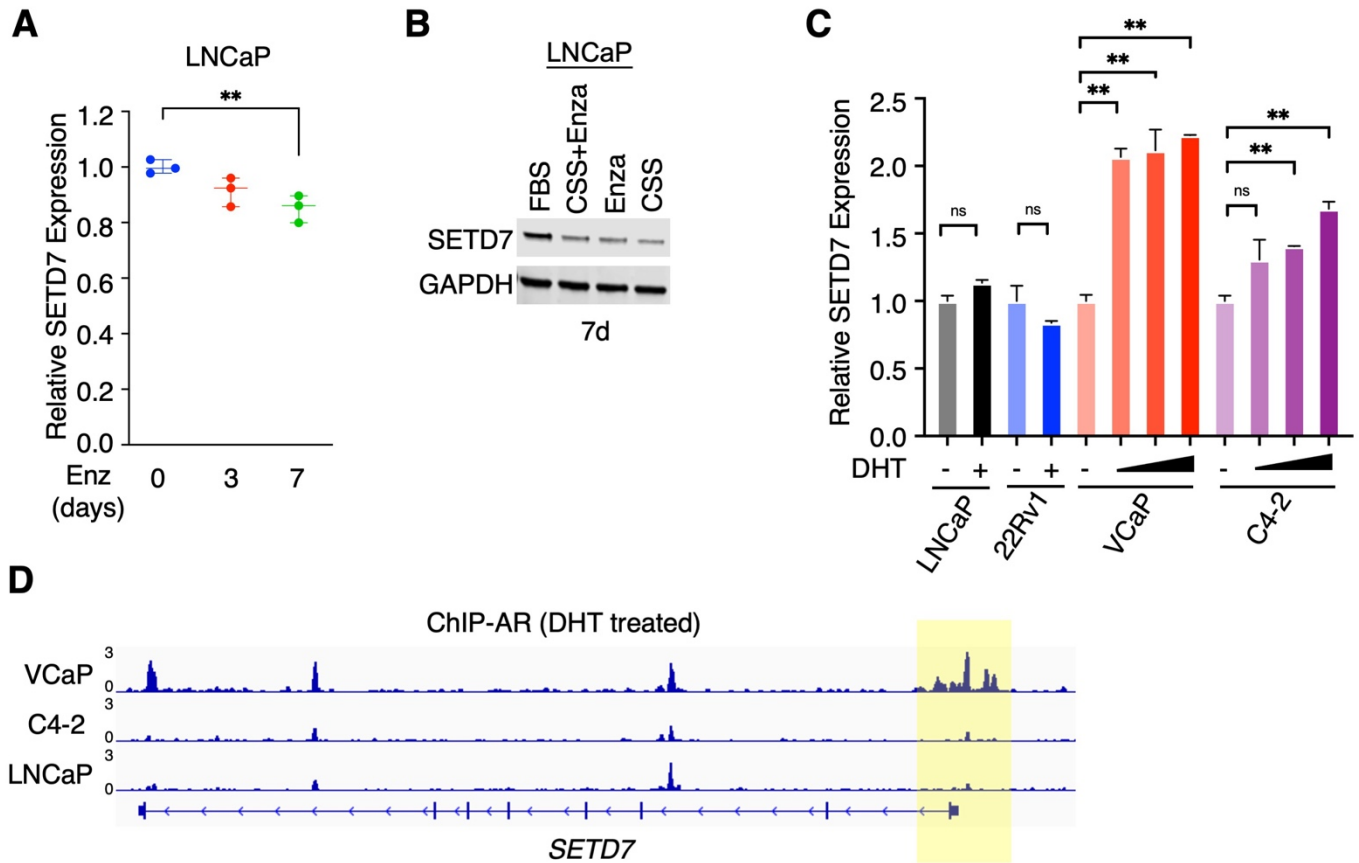 A
LNCaP
**
Relative SETD7 Expression
1.2
1.0
0.8
0.6
0.4
0.2
0.0
Enz
(days)
0 3 7
B
LNCaP
FBS
CSS+Enza
Enza
CSS
SETD7
GAPDH
7d
C
Relative SETD7 Expression
2.5
2.0
1.5
1.0
0.5
0.0
ns
ns
**
**
**
ns
**
**
DHT - + - + - -
LNCaP
22Rv1
VCaP
C4-2
D
ChIP-AR (DHT treated)
VCaP 3 0
C4-2 3 0
LNCaP 3 0
SETD7